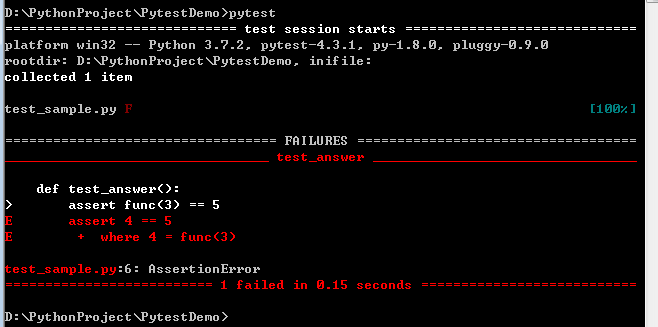 D:\PythonProject\PytestDemo>pytest
============================= test session starts =============================
platform win32 -- Python 3.7.2, pytest-4.3.1, py-1.8.0, pluggy-0.9.0
rootdir: D:\PythonProject\PytestDemo, inifile:
collected 1 item
test_sample.py F                                                         [100%]
================================== FAILURES ===================================
_________________________________ test_answer _________________________________
    def test_answer():
>       assert func(3) == 5
E       assert 4 == 5
E        +  where 4 = func(3)
test_sample.py:6: AssertionError
========================== 1 failed in 0.15 seconds ===========================
D:\PythonProject\PytestDemo>